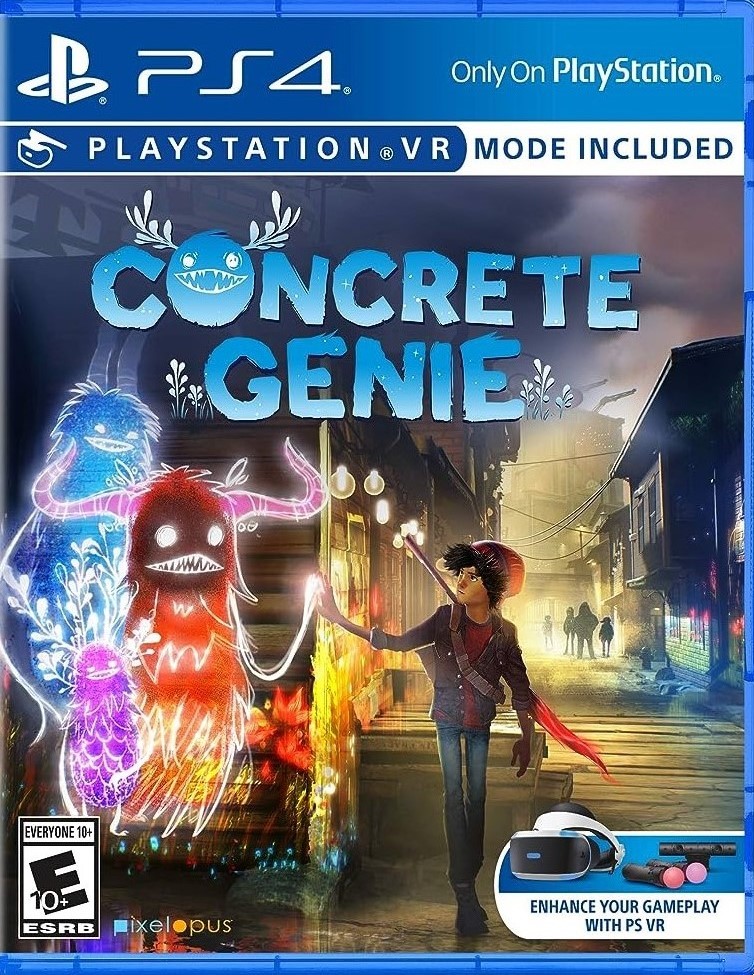 PS4®
Only On PlayStation®
PLAYSTATION®VR MODE INCLUDED
CONCRETE
GENIE
EVERYONE 10+
E
10+
ESRB
pixelopus
ENHANCE YOUR GAMEPLAY
WITH PS VR